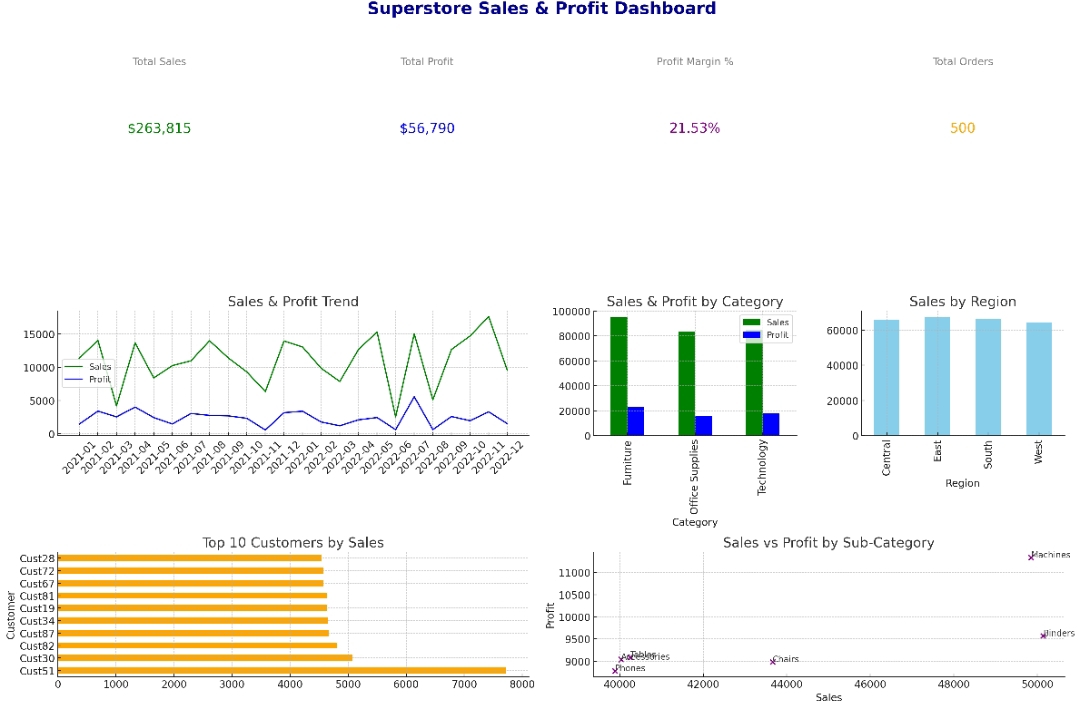 Superstore Sales & Profit Dashboard
Total Sales
Total Profit
Profit Margin %
Total Orders
$263,815
$56,790
21.53%
500
Sales & Profit Trend
15000
10000
5000
0
Sales
Profit
2021-01
2021-02
2021-03
2021-04
2021-05
2021-06
2021-07
2021-08
2021-09
2021-10
2021-11
2021-12
2022-01
2022-02
2022-03
2022-04
2022-05
2022-06
2022-07
2022-08
2022-09
2022-10
2022-11
2022-12
Sales & Profit by Category
100000
80000
60000
40000
20000
0
Sales
Profit
Furniture
Office Supplies
Technology
Category
Sales by Region
60000
40000
20000
0
Central
East
South
West
Region
Top 10 Customers by Sales
Customer
Cust28
Cust72
Cust67
Cust81
Cust19
Cust34
Cust87
Cust82
Cust30
Cust51
0 1000 2000 3000 4000 5000 6000 7000 8000
Sales vs Profit by Sub-Category
Profit
11000
10500
10000
9500
9000
Machines
Binders
Tables
Accessories
Chairs
Phones
40000 42000 44000 46000 48000 50000
Sales